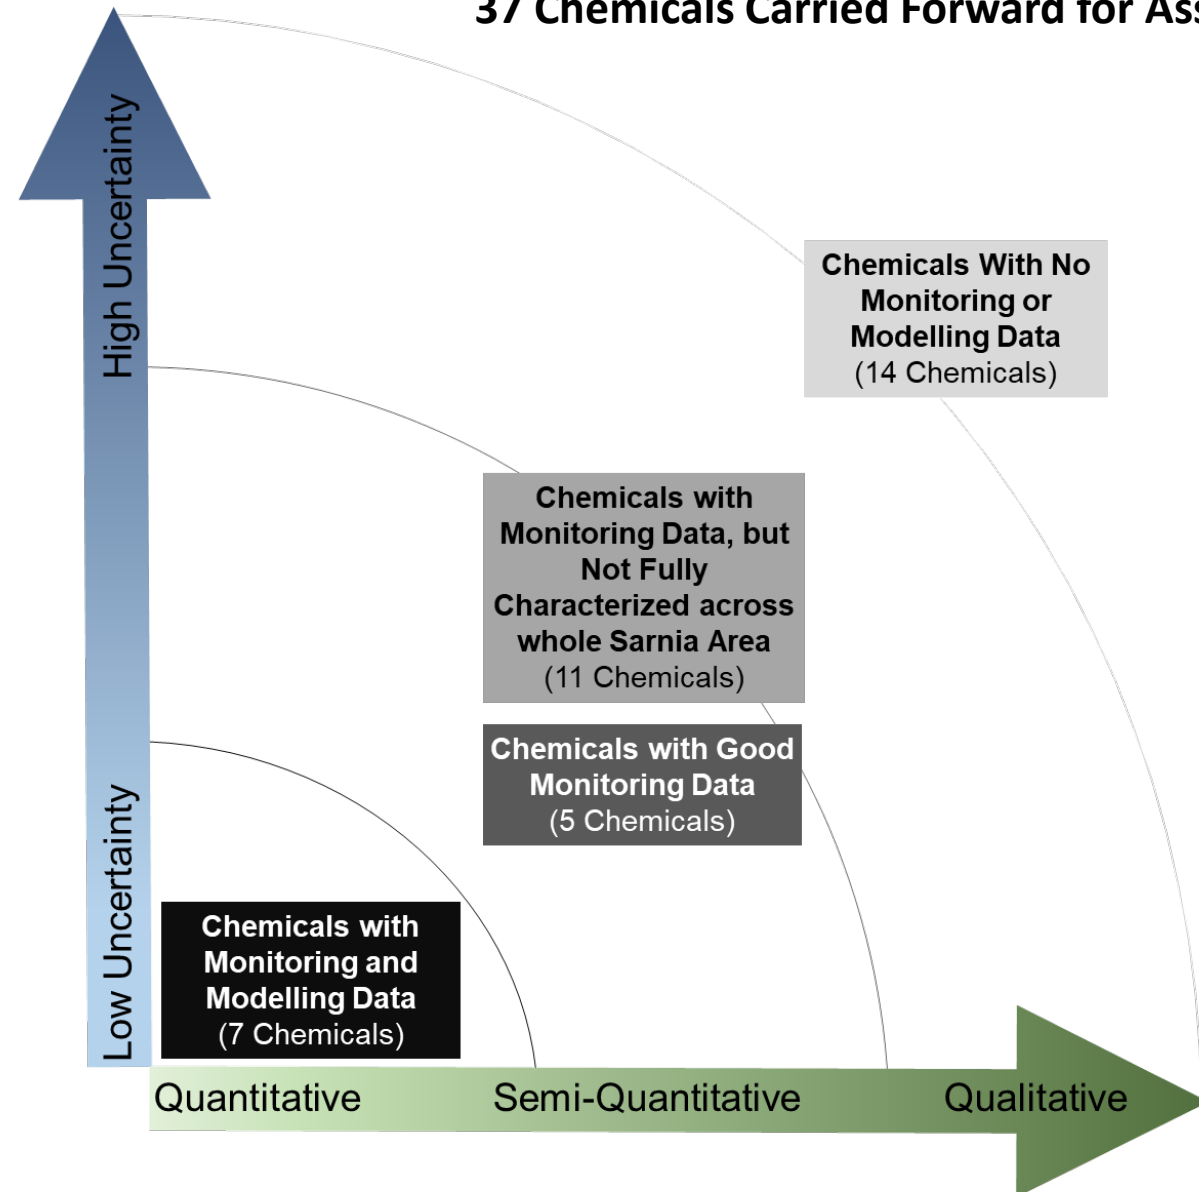 37 Chemicals Carried Forward for
High Uncertainty
Chemicals With No
Monitoring or
Modelling Data
(14 Chemicals)
Chemicals with
Monitoring Data, but
Not Fully
Characterized across
whole Sarnia Area
(11 Chemicals)
Chemicals with Good
Monitoring Data
(5 Chemicals)
Low Uncertainty
Chemicals with
Monitoring and
Modelling Data
(7 Chemicals)
Quantitative
Semi-Quantitative
Qualitative